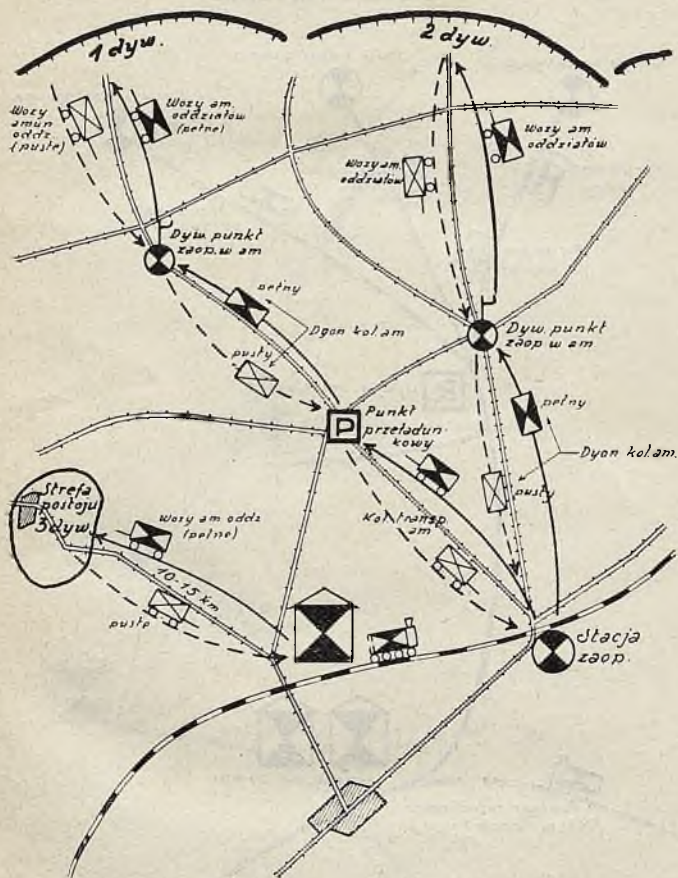 1 dyw.
2 dyw.
Wozy
amun
oddz.
(puste)
Wozy am.
oddziałów
(pełne)
Wozy am.
oddziałów
Wozy am
oddziałów
Dyw. punkt
zaop. w am
pełny
Dyon kol. am
pusty
Dyw. punkt
zaop w am
P
Punkt
przeładun-
kowy
pełny
Dyon kol. am.
pusty
Kol. transp.
am
Strefa
postoju
3 dyw.
Wozy am oddz
(pełne)
10-15 km
puste
Stacja
zaop.